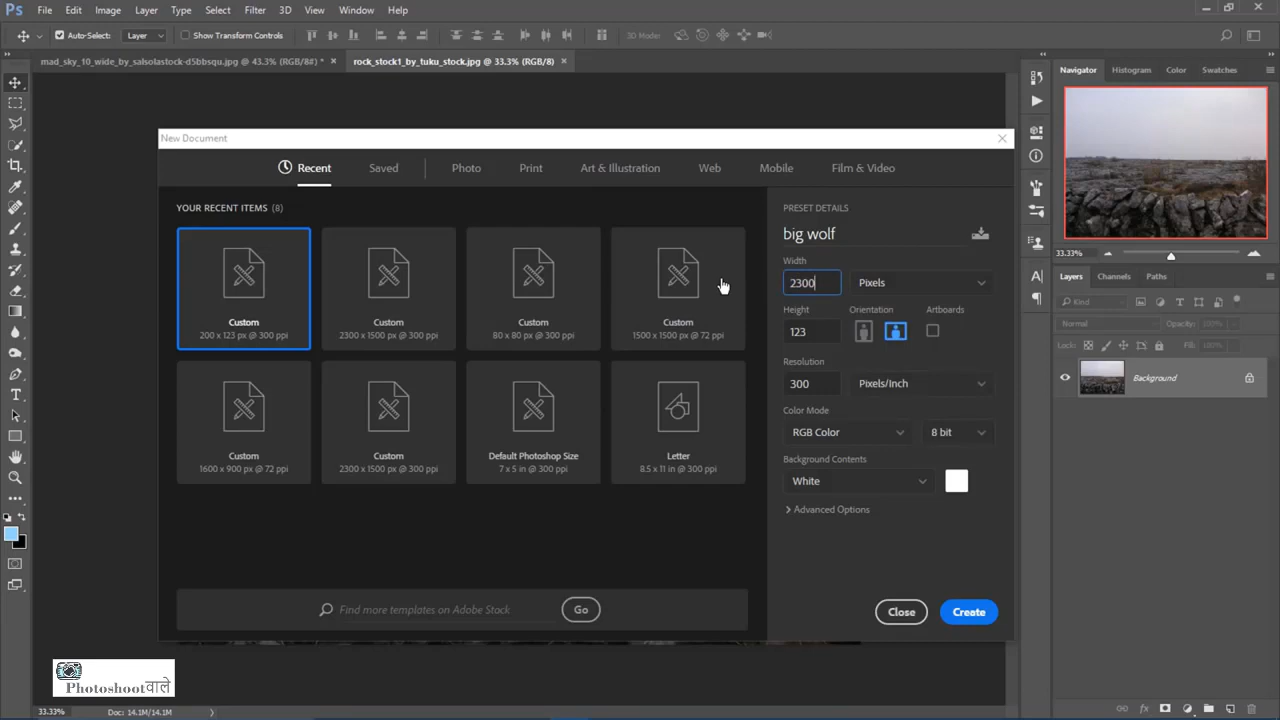 Ps File Edit Image Layer Type Select Filter 3D View Window Help
Auto-Select: Layer Show Transform Controls 3D Mode:
mad_sky_10_wide_by_salsolastock-d5bbsqu.jpg @ 43.3% (RGB/8#) * × rock_stock1_by_tuku_stock.jpg @ 33.3% (RGB/8) ×
Navigator Histogram Color Swatches
New Document
Recent Saved Photo Print Art & Illustration Web Mobile Film & Video
YOUR RECENT ITEMS (8)
Custom
200 x 123 px @ 300 ppi
Custom
2300 x 1500 px @ 300 ppi
Custom
80 x 80 px @ 300 ppi
Custom
1500 x 1500 px @ 72 ppi
Custom
1600 x 900 px @ 72 ppi
Custom
2300 x 1500 px @ 300 ppi
Default Photoshop Size
7 x 5 in @ 300 ppi
Letter
8.5 x 11 in @ 300 ppi
Find more templates on Adobe Stock Go
PRESET DETAILS
big wolf
Width
2300 Pixels
Height Orientation Artboards
123
Resolution
300 Pixels/Inch
Color Mode
RGB Color 8 bit
Background Contents
White
Advanced Options
Close Create
33.33%
Layers Channels Paths
Kind
Normal Opacity: 100%
Lock: Fill: 100%
Background
Photoshootवाले
33.33% Doc: 14.1M/14.1M